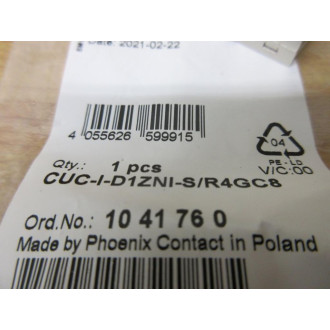 Date: 2021-02-22
4 055626 599915
04
PE-LD
Qty.: 1 pcs
V/C:00
CUC-I-D1ZNI-S/R4GC8
Ord.No.: 10 41 76 0
Made by Phoenix Contact in Poland